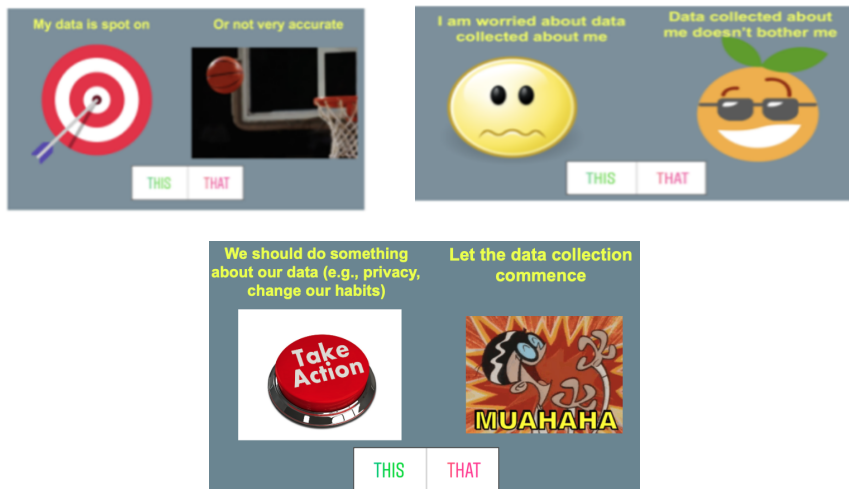 My data is spot on
Or not very accurate
THIS
THAT
I am worried about data
collected about me
Data collected about
me doesn't bother me
THIS
THAT
We should do something
about our data (e.g., privacy,
change our habits)
Let the data collection
commence
Take
Action
MUAHAHA
THIS
THAT